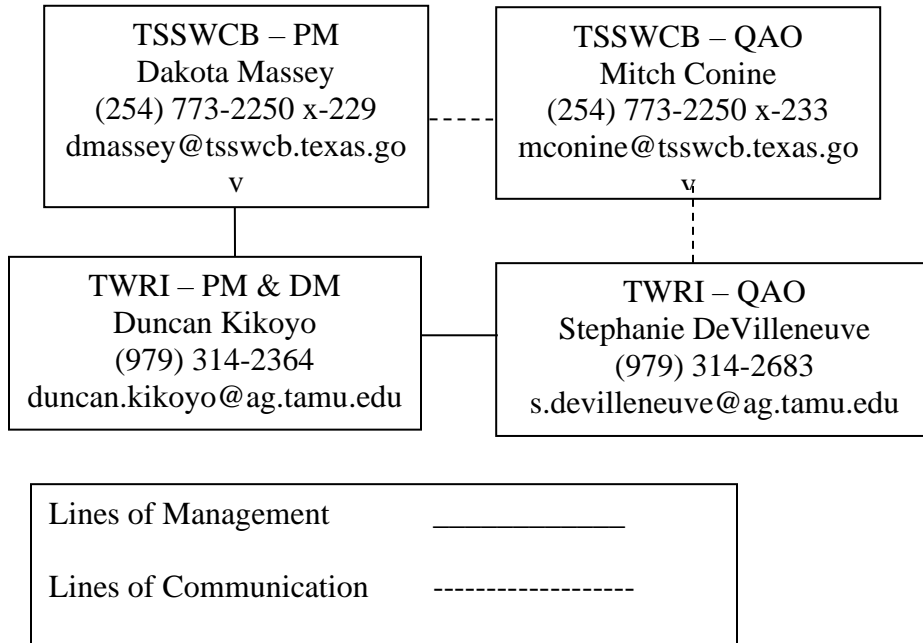 TSSWCB – PM
Dakota Massey
(254) 773-2250 x-229
dmassey@tsswcb.texas.go
v
TSSWCB – QAO
Mitch Conine
(254) 773-2250 x-233
mconine@tsswcb.texas.go
v
TWRI – PM & DM
Duncan Kikoyo
(979) 314-2364
duncan.kikoyo@ag.tamu.edu
TWRI – QAO
Stephanie DeVilleneuve
(979) 314-2683
s.devilleneuve@ag.tamu.edu
Lines of Management ____________
Lines of Communication -------------------